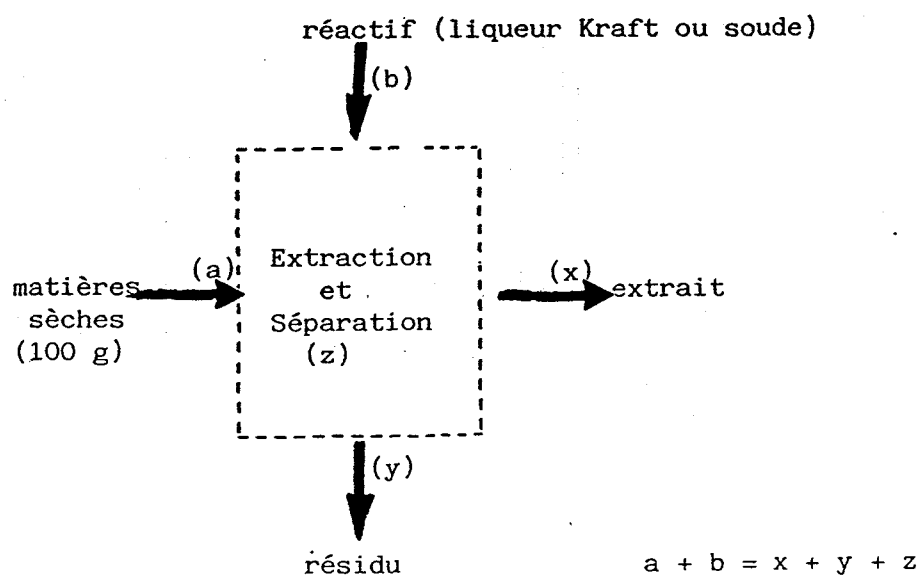 réactif (liqueur Kraft ou soude)
(b)
Extraction
et
Séparation
(z)
(a)
matières
sèches
(100 g)
(x)
extrait
(y)
résidu
a + b = x + y + z